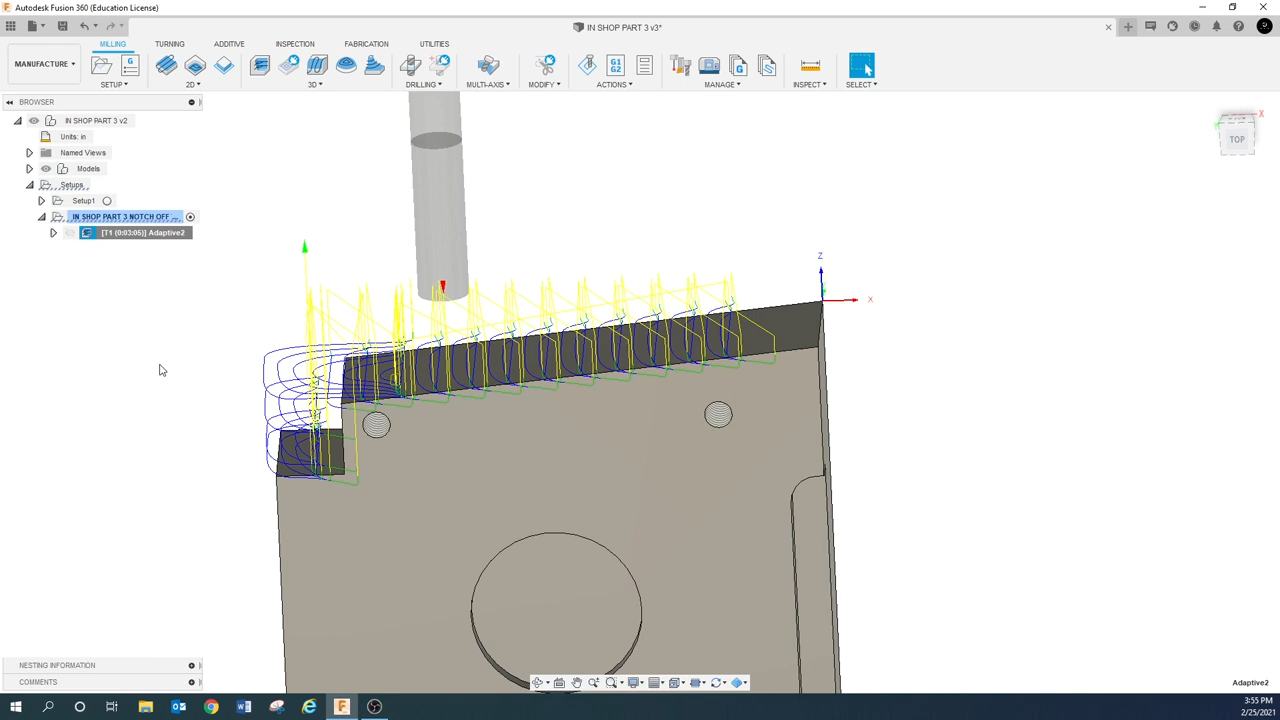 Autodesk Fusion 360 (Education License)
IN SHOP PART 3 v3*
MANUFACTURE
MILLING TURNING ADDITIVE INSPECTION FABRICATION UTILITIES
SETUP 2D 3D DRILLING MULTI-AXIS MODIFY ACTIONS MANAGE INSPECT SELECT
G
G1
G2
G
BROWSER
IN SHOP PART 3 v2
Units: in
Named Views
Models
Setups
Setup1
IN SHOP PART 3 NOTCH OFF ...
[T1 (0:03:05)] Adaptive2
X
TOP
Z
X
NESTING INFORMATION
COMMENTS
Adaptive2
3:55 PM
2/25/2021